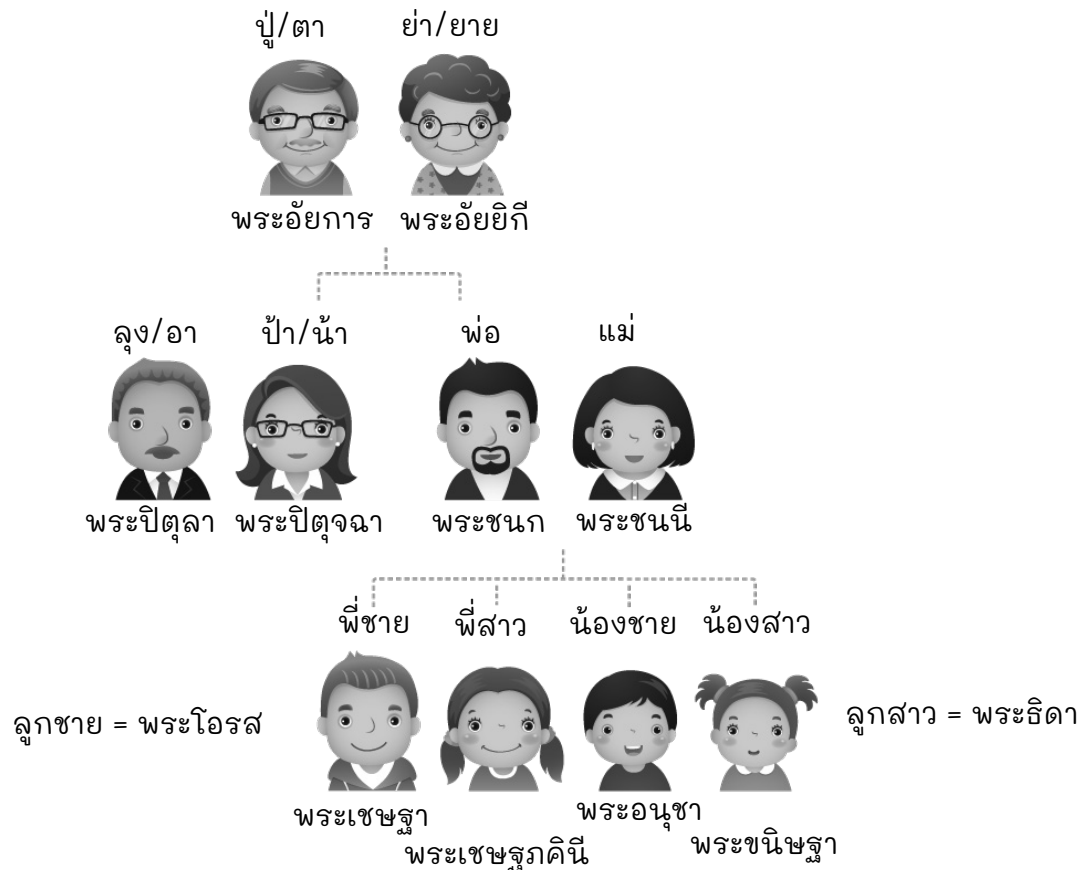 ปู่/ตา ย่า/ยาย
พระอัยการ พระอัยยิกี
ลุง/อา ป้า/น้า พ่อ แม่
พระปิตุลา พระปิตุจฉา พระชนก พระชนนี
พี่ชาย พี่สาว น้องชาย น้องสาว
ลูกชาย = พระโอรส ลูกสาว = พระธิดา
พระเชษฐา พระเชษฐภคินี พระอนุชา พระขนิษฐา